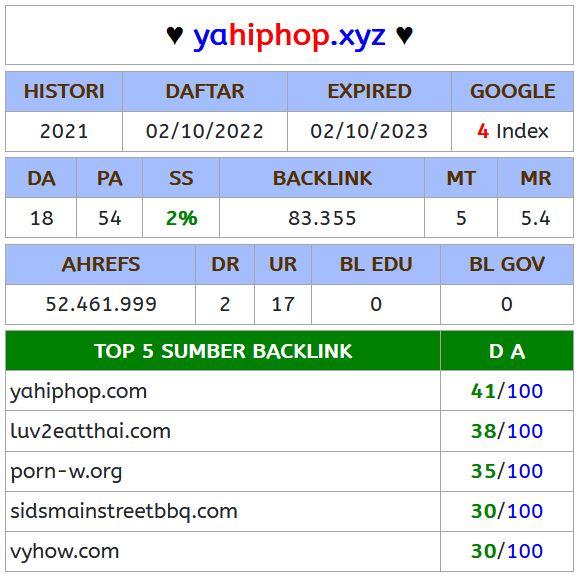 ♥ yahiphop.xyz ♥
HISTORI DAFTAR EXPIRED GOOGLE
2021 02/10/2022 02/10/2023 4 Index
DA PA SS BACKLINK MT MR
18 54 2% 83.355 5 5.4
AHREFS DR UR BL EDU BL GOV
52.461.999 2 17 0 0
TOP 5 SUMBER BACKLINK D A
yahiphop.com 41/100
luv2eatthai.com 38/100
porn-w.org 35/100
sidsmainstreetbbq.com 30/100
vyhow.com 30/100